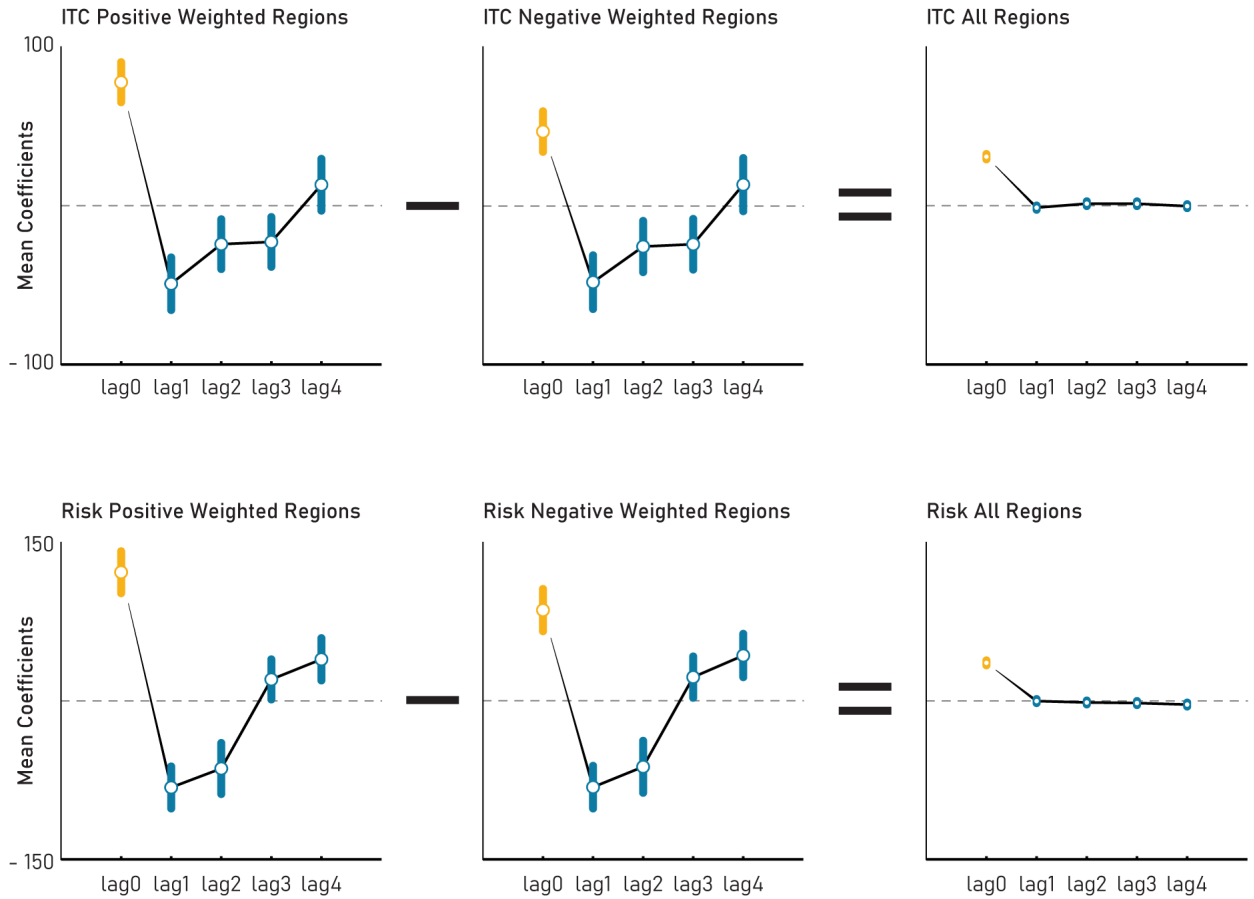 ITC Positive Weighted Regions
ITC Negative Weighted Regions
ITC All Regions
100
Mean Coefficients
- 100
lag0 lag1 lag2 lag3 lag4
lag0 lag1 lag2 lag3 lag4
lag0 lag1 lag2 lag3 lag4
Risk Positive Weighted Regions
Risk Negative Weighted Regions
Risk All Regions
150
Mean Coefficients
- 150
lag0 lag1 lag2 lag3 lag4
lag0 lag1 lag2 lag3 lag4
lag0 lag1 lag2 lag3 lag4